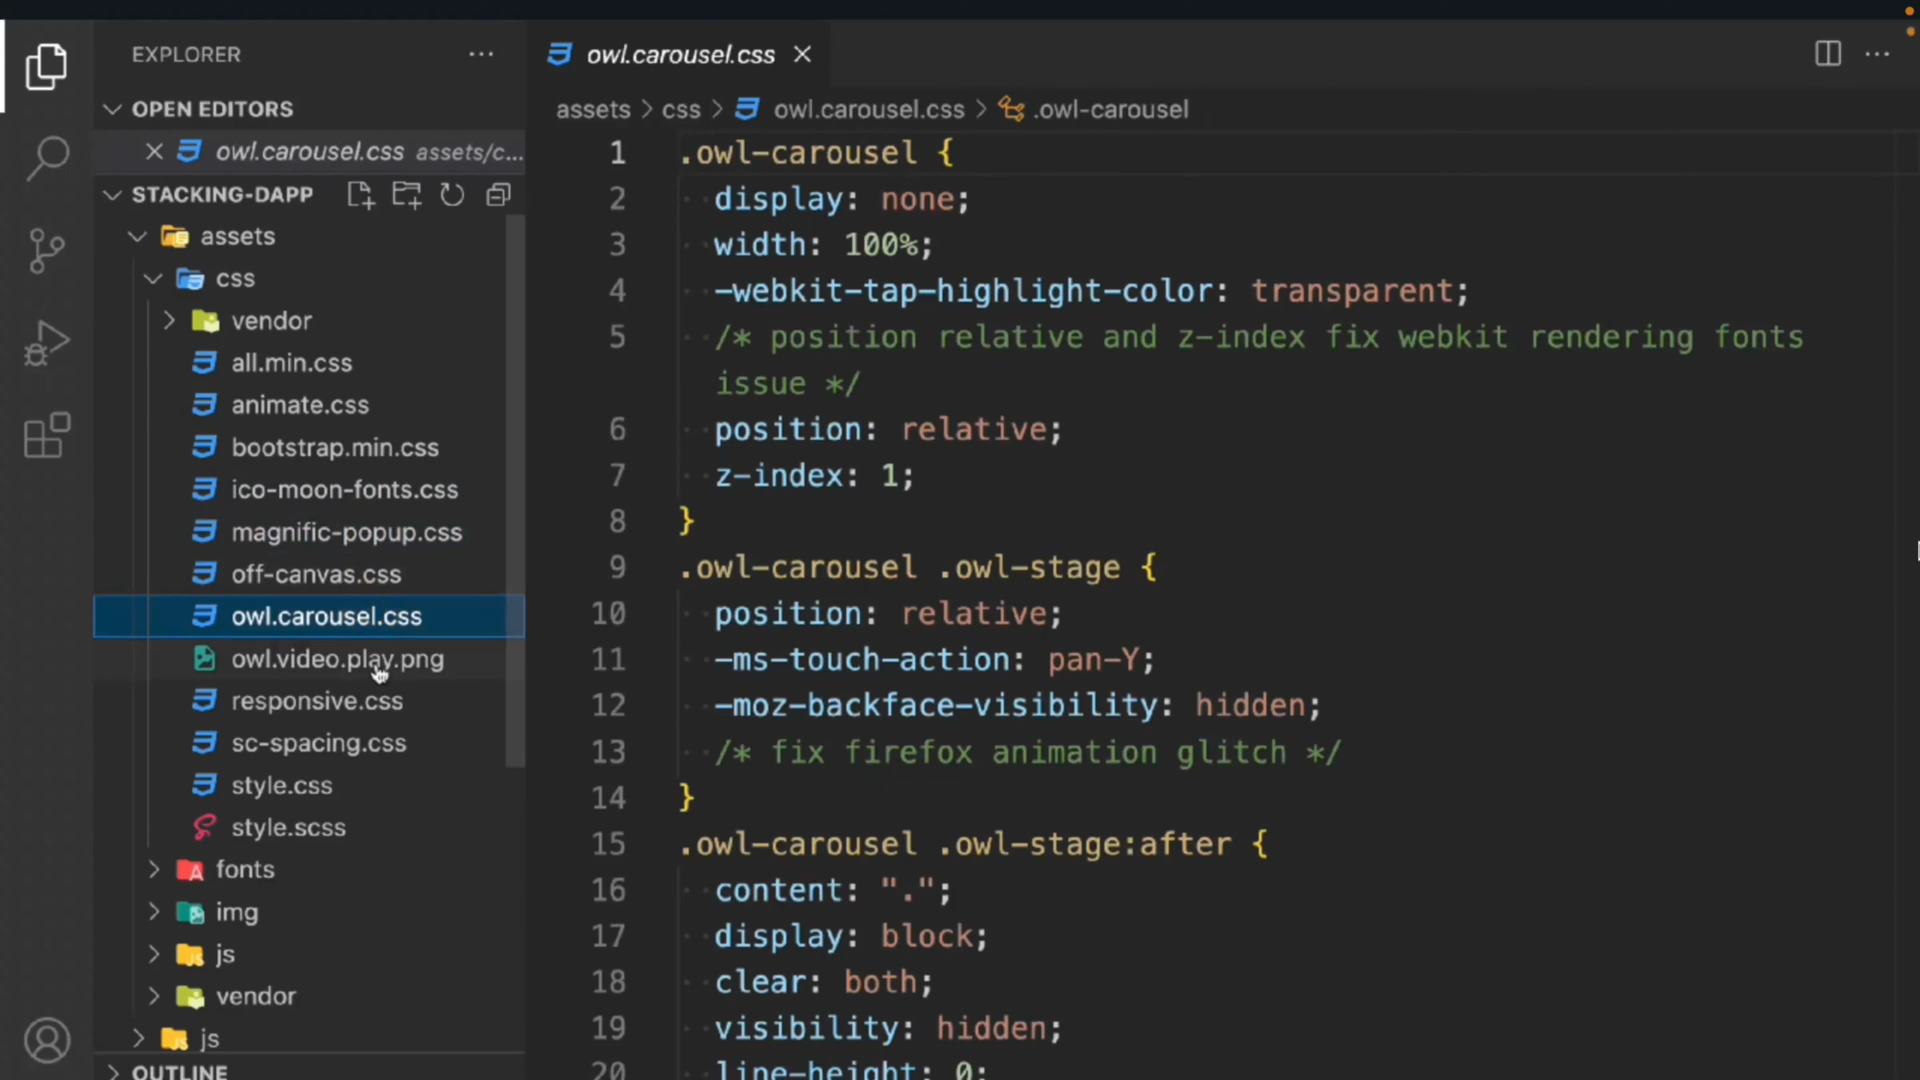 EXPLORER
OPEN EDITORS
owl.carousel.css assets/c...
STACKING-DAPP
assets
css
vendor
all.min.css
animate.css
bootstrap.min.css
ico-moon-fonts.css
magnific-popup.css
off-canvas.css
owl.carousel.css
owl.video.play.png
responsive.css
sc-spacing.css
style.css
style.scss
fonts
img
js
vendor
js
OUTLINE
owl.carousel.css
assets > css > owl.carousel.css > .owl-carousel
1 .owl-carousel {
2 display: none;
3 width: 100%;
4 -webkit-tap-highlight-color: transparent;
5 /* position relative and z-index fix webkit rendering fonts
issue */
6 position: relative;
7 z-index: 1;
8 }
9 .owl-carousel .owl-stage {
10 position: relative;
11 -ms-touch-action: pan-Y;
12 -moz-backface-visibility: hidden;
13 /* fix firefox animation glitch */
14 }
15 .owl-carousel .owl-stage:after {
16 content: ".";
17 display: block;
18 clear: both;
19 visibility: hidden;
20 line-height: 0;